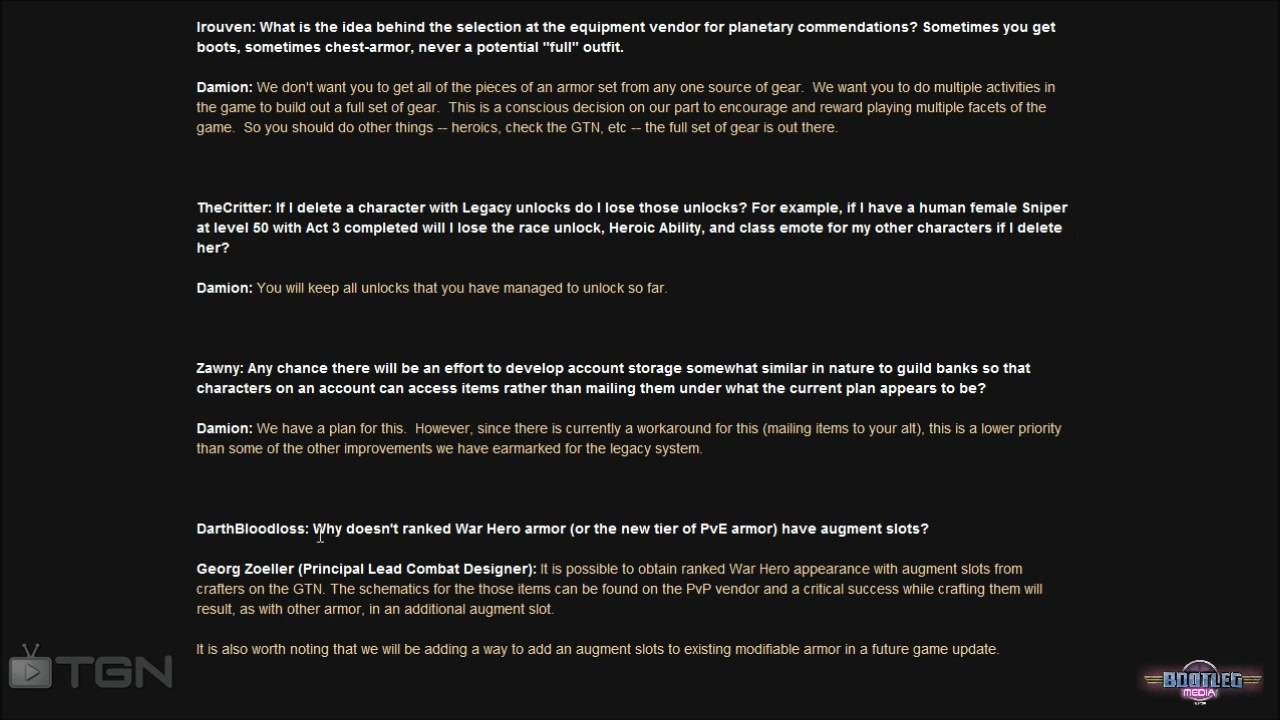 Irouven: What is the idea behind the selection at the equipment vendor for planetary commendations? Sometimes you get
boots, sometimes chest-armor, never a potential "full" outfit.
Damion: We don't want you to get all of the pieces of an armor set from any one source of gear.  We want you to do multiple activities in
the game to build out a full set of gear.  This is a conscious decision on our part to encourage and reward playing multiple facets of the
game.  So you should do other things -- heroics, check the GTN, etc -- the full set of gear is out there.
TheCritter: If I delete a character with Legacy unlocks do I lose those unlocks? For example, if I have a human female Sniper
at level 50 with Act 3 completed will I lose the race unlock, Heroic Ability, and class emote for my other characters if I delete
her?
Damion: You will keep all unlocks that you have managed to unlock so far.
Zawny: Any chance there will be an effort to develop account storage somewhat similar in nature to guild banks so that
characters on an account can access items rather than mailing them under what the current plan appears to be?
Damion: We have a plan for this.  However, since there is currently a workaround for this (mailing items to your alt), this is a lower priority
than some of the other improvements we have earmarked for the legacy system.
DarthBloodloss: Why doesn't ranked War Hero armor (or the new tier of PvE armor) have augment slots?
Georg Zoeller (Principal Lead Combat Designer): It is possible to obtain ranked War Hero appearance with augment slots from
crafters on the GTN. The schematics for the those items can be found on the PvP vendor and a critical success while crafting them will
result, as with other armor, in an additional augment slot.
It is also worth noting that we will be adding a way to add an augment slots to existing modifiable armor in a future game update.
TGN
BOOTLEG
MEDIA